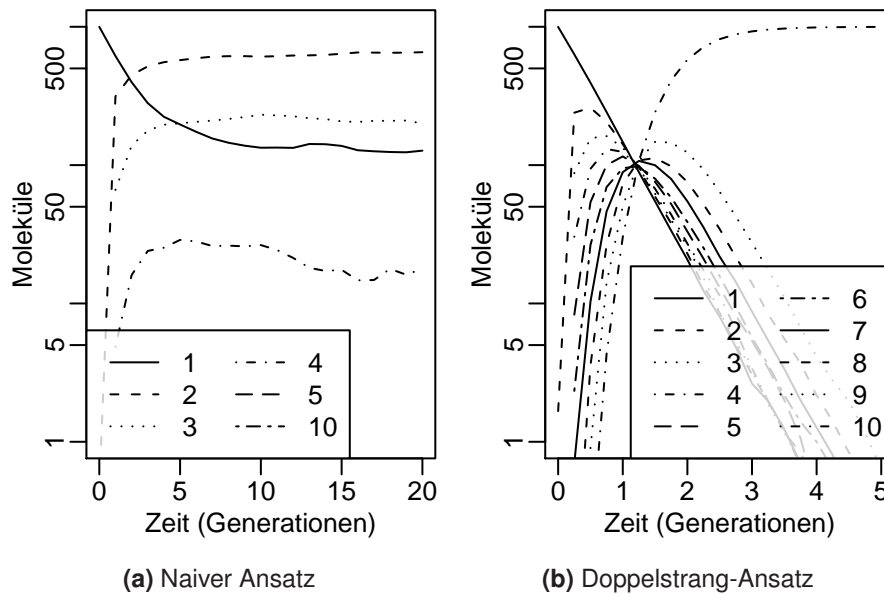 500
50
5
1
Moleküle
1 4
2 5
3 10
0 5 10 15 20
Zeit (Generationen)
(a) Naiver Ansatz
500
50
5
1
Moleküle
1 6
2 7
3 8
4 9
5 10
0 1 2 3 4 5
Zeit (Generationen)
(b) Doppelstrang-Ansatz